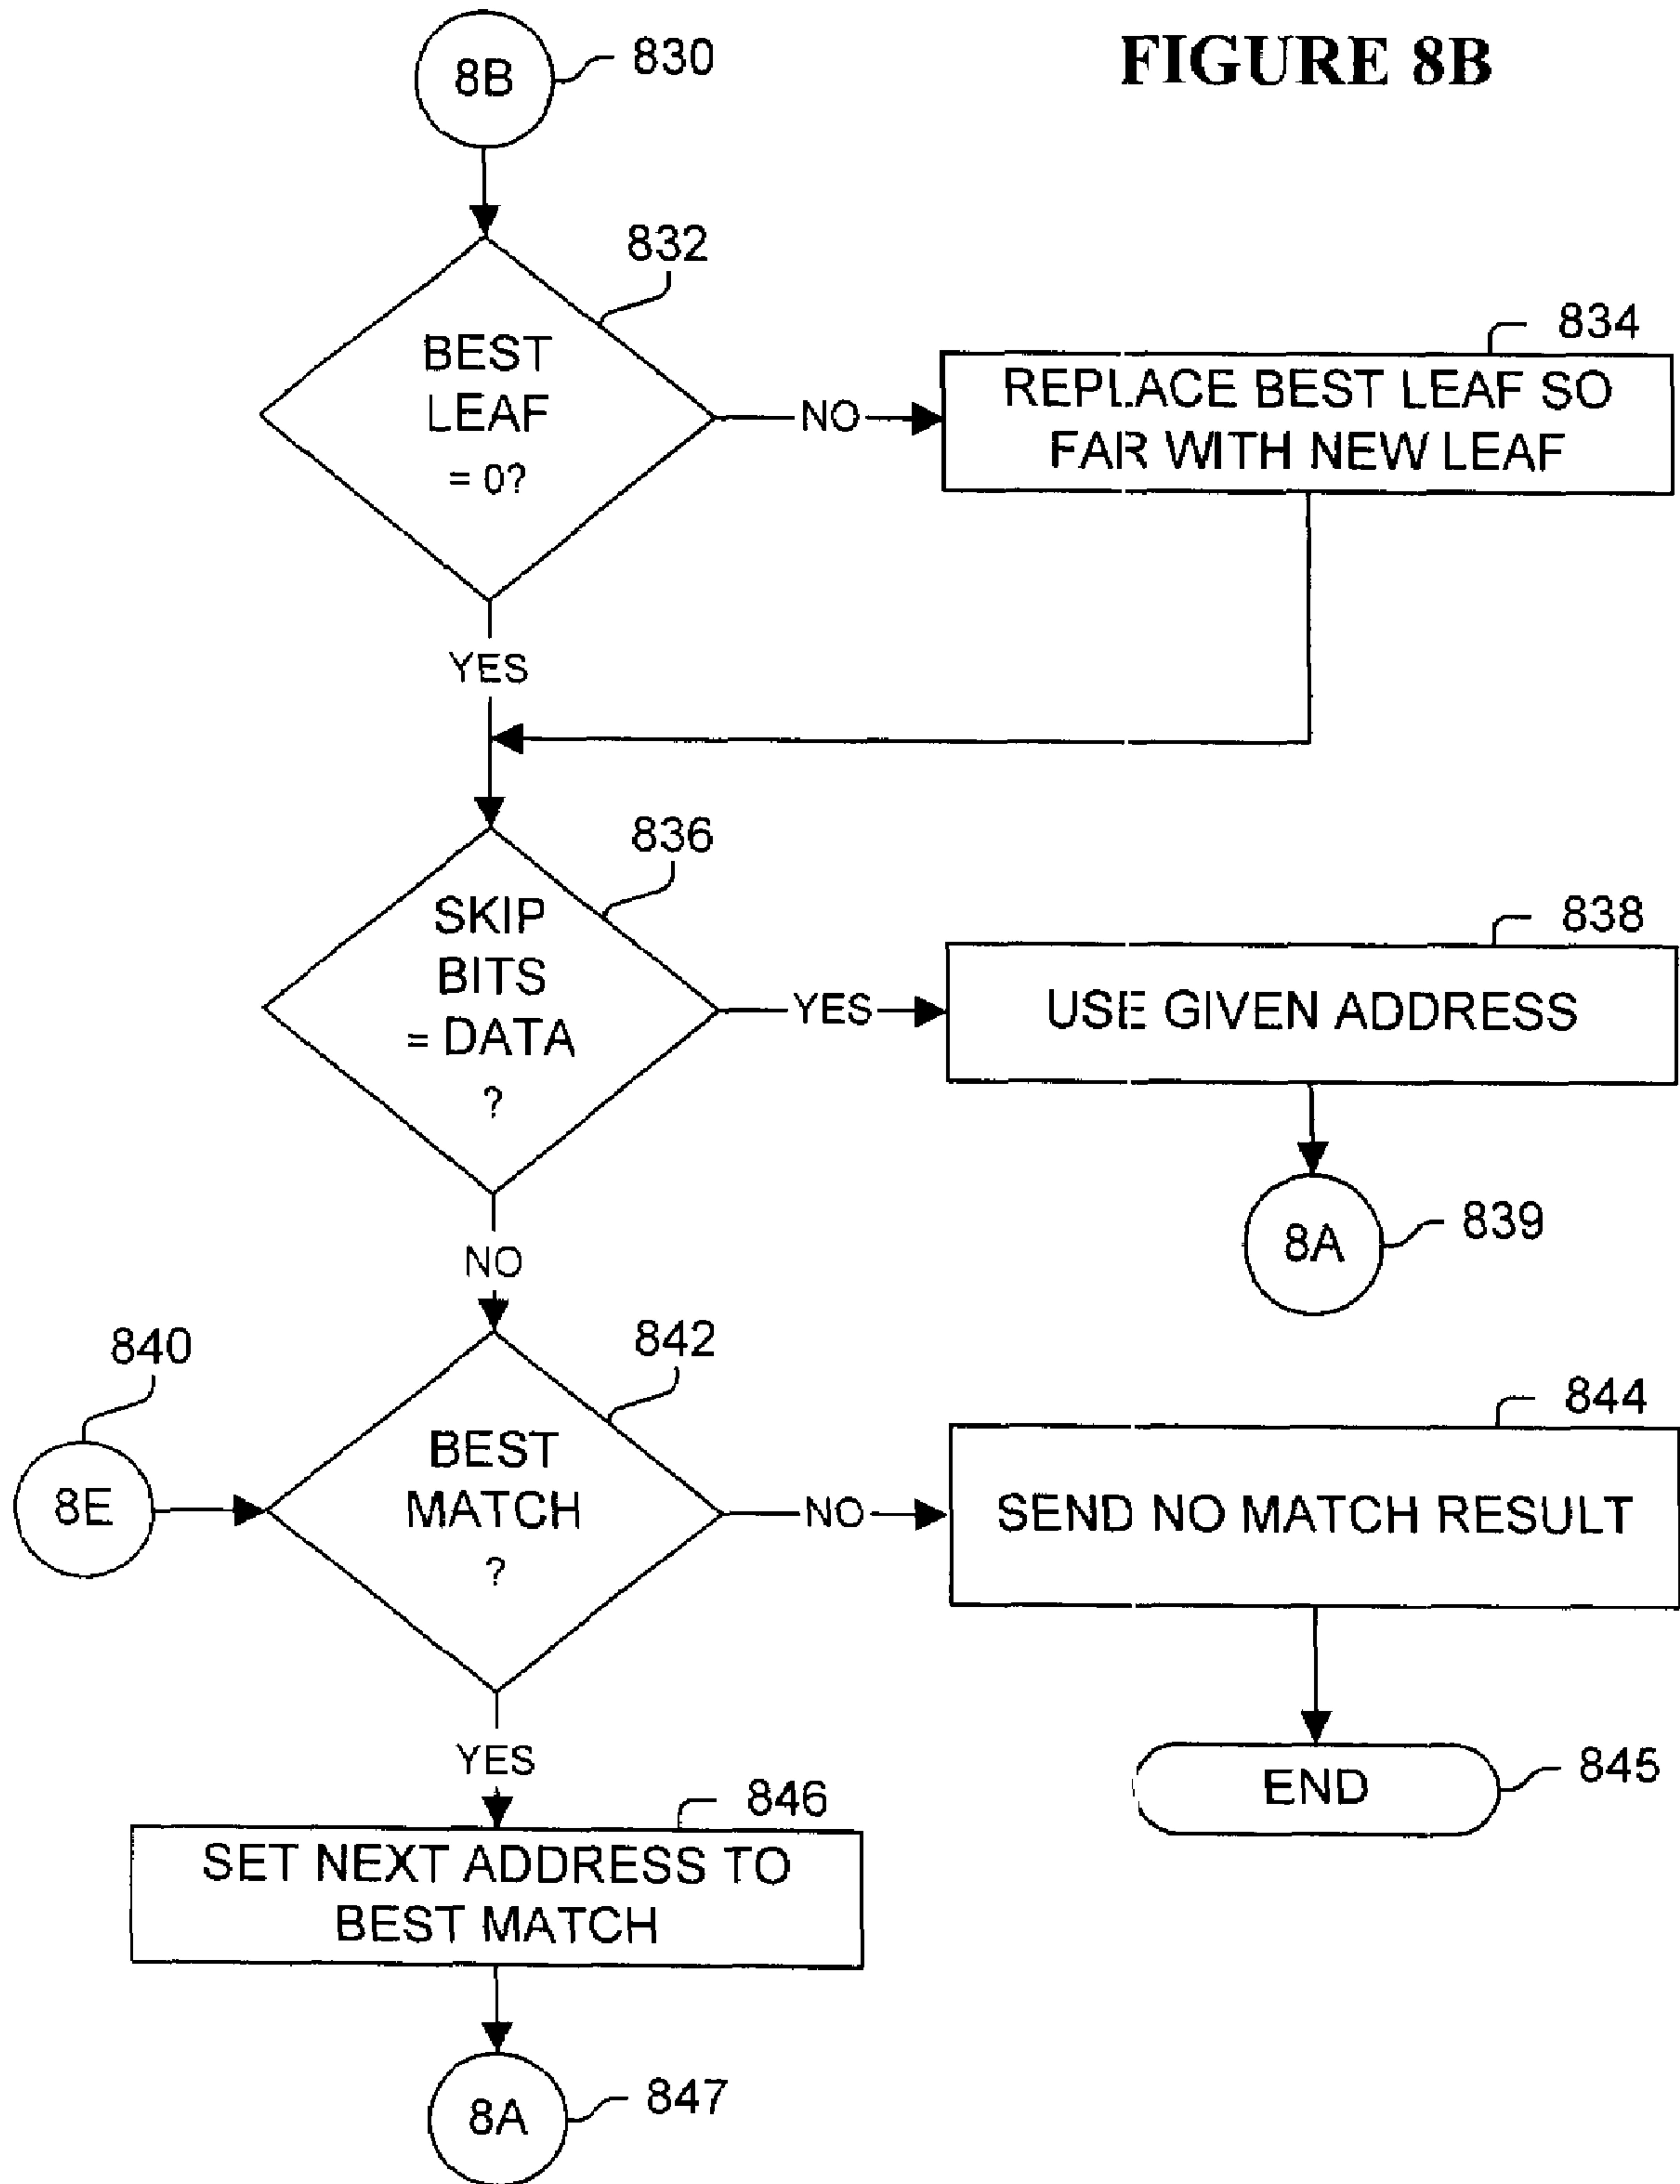 FIGURE 8B
8B
830
832
BEST
LEAF
= 0?
NO
834
REPLACE BEST LEAF SO
FAR WITH NEW LEAF
YES
836
SKIP
BITS
= DATA
?
YES
838
USE GIVEN ADDRESS
8A
839
NO
840
8E
842
BEST
MATCH
?
NO
844
SEND NO MATCH RESULT
END
845
YES
846
SET NEXT ADDRESS TO
BEST MATCH
8A
847